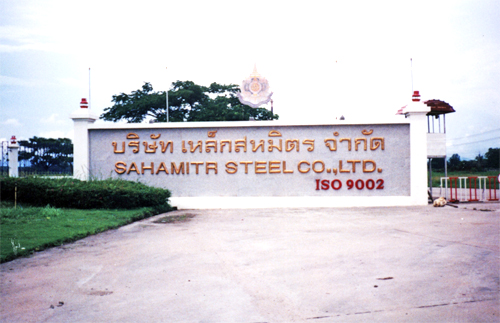 บริษัท เหล็กสหมิตร จำกัด
SAHAMITR STEEL CO.,LTD.
ISO 9002